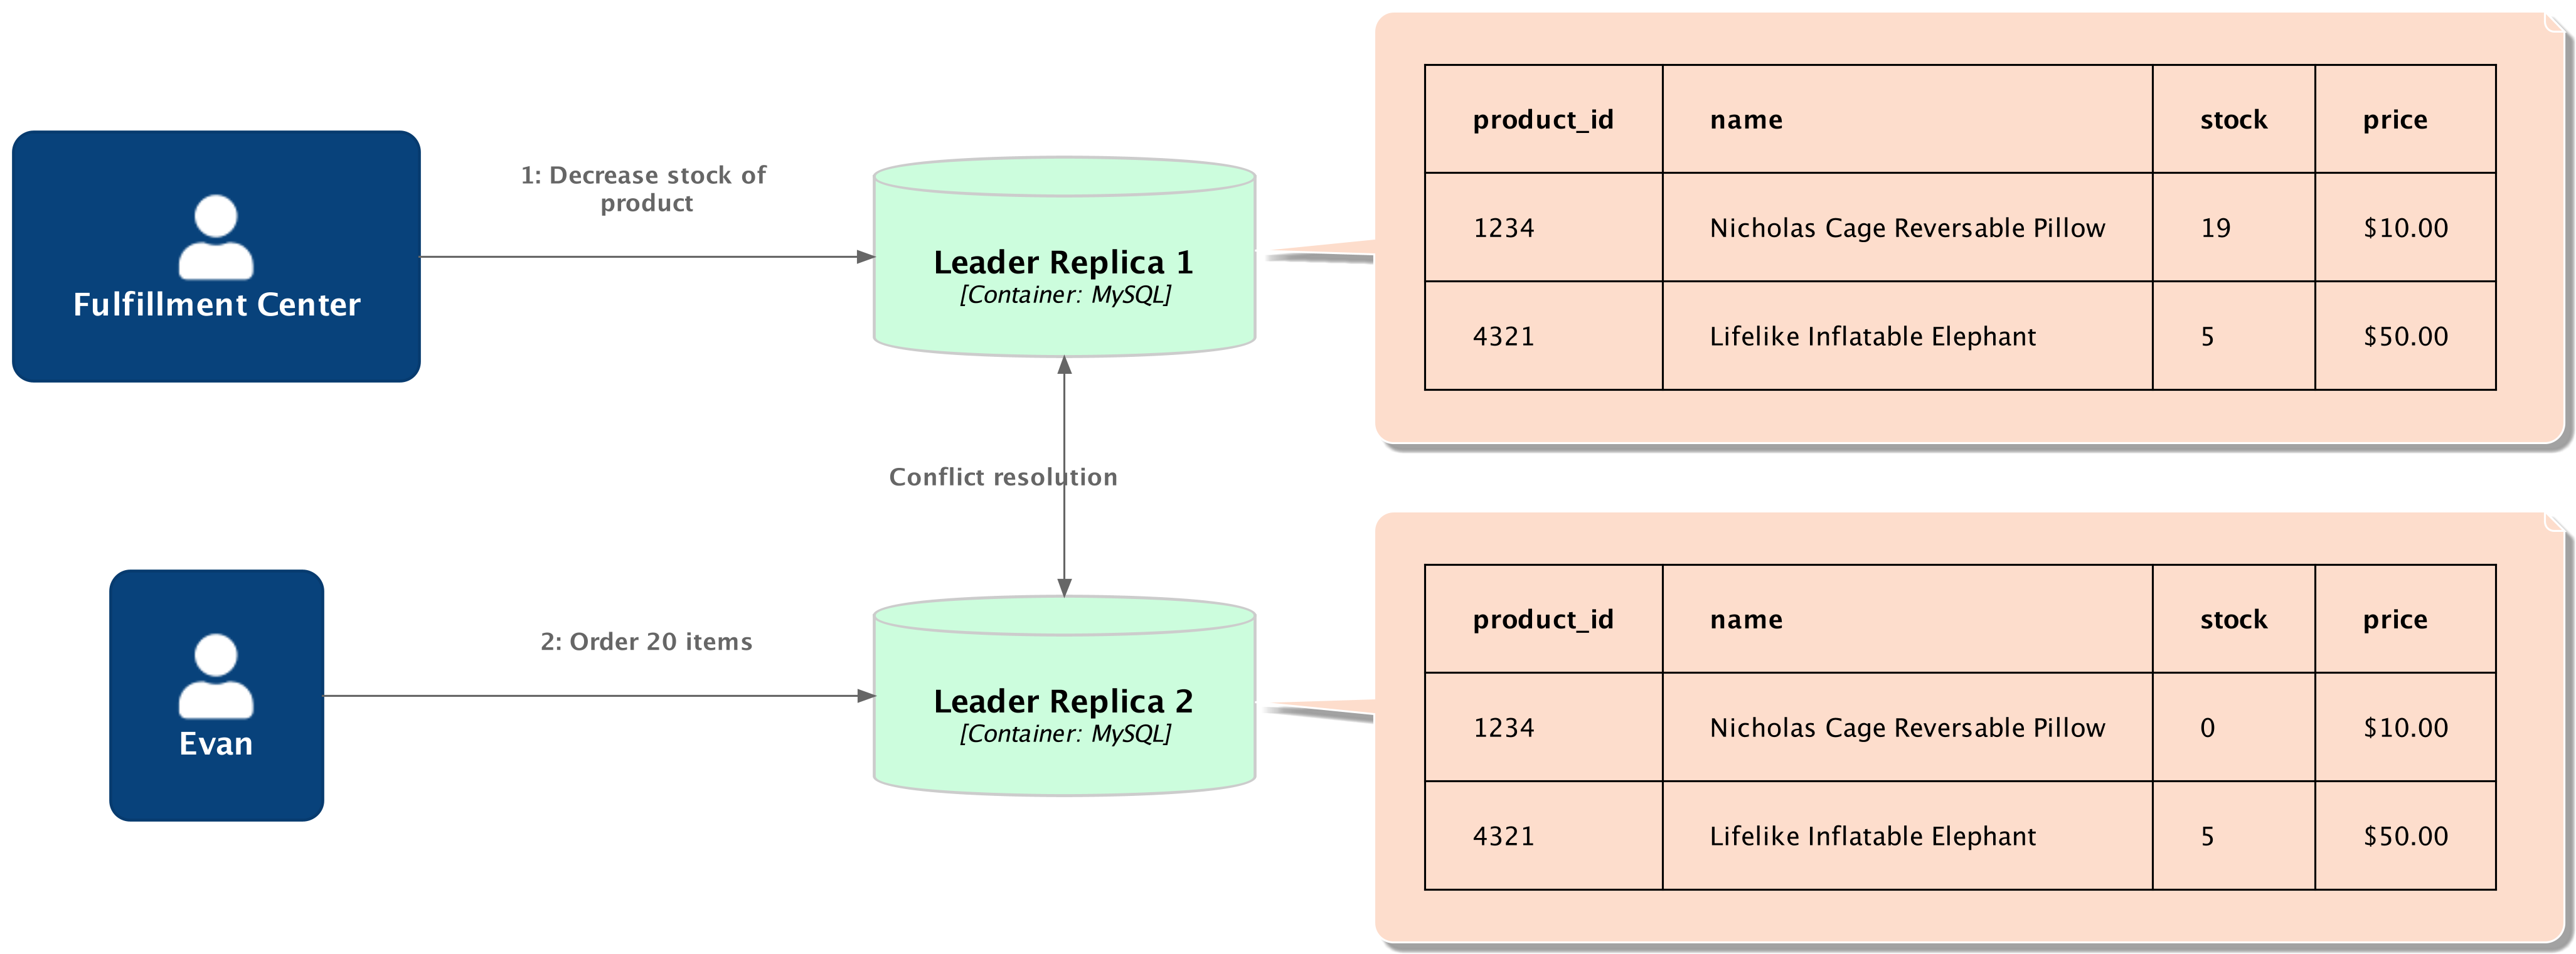 Fulfillment Center
1: Decrease stock of
product
Leader Replica 1
[Container: MySQL]
product_id name stock price
1234 Nicholas Cage Reversable Pillow 19 $10.00
4321 Lifelike Inflatable Elephant 5 $50.00
Conflict resolution
Evan
2: Order 20 items
Leader Replica 2
[Container: MySQL]
product_id name stock price
1234 Nicholas Cage Reversable Pillow 0 $10.00
4321 Lifelike Inflatable Elephant 5 $50.00